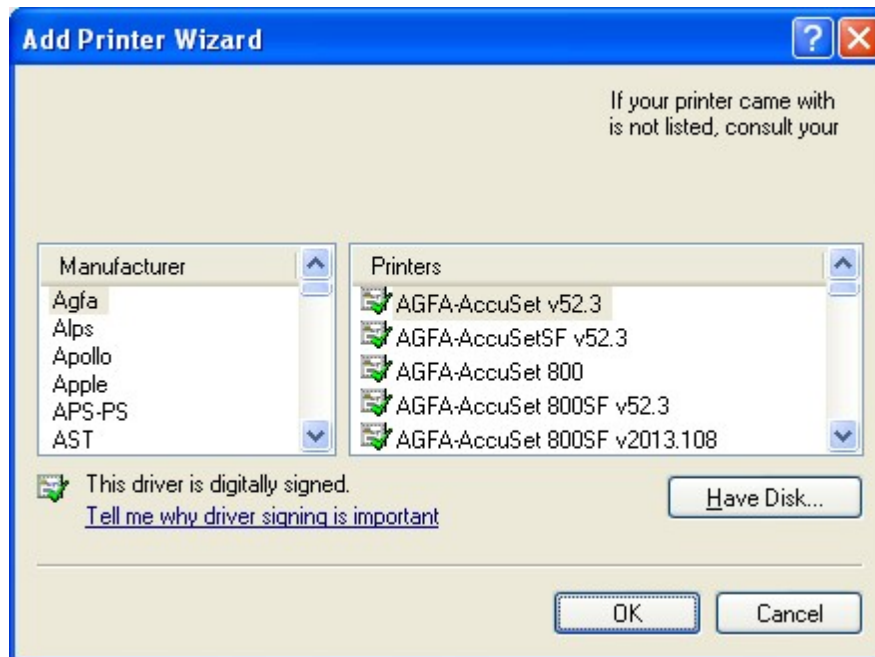 Add Printer Wizard
If your printer came with
is not listed, consult your
Manufacturer
Agfa
Alps
Apollo
Apple
APS-PS
AST
Printers
AGFA-AccuSet v52.3
AGFA-AccuSetSF v52.3
AGFA-AccuSet 800
AGFA-AccuSet 800SF v52.3
AGFA-AccuSet 800SF v2013.108
This driver is digitally signed.
Tell me why driver signing is important
Have Disk...
OK
Cancel